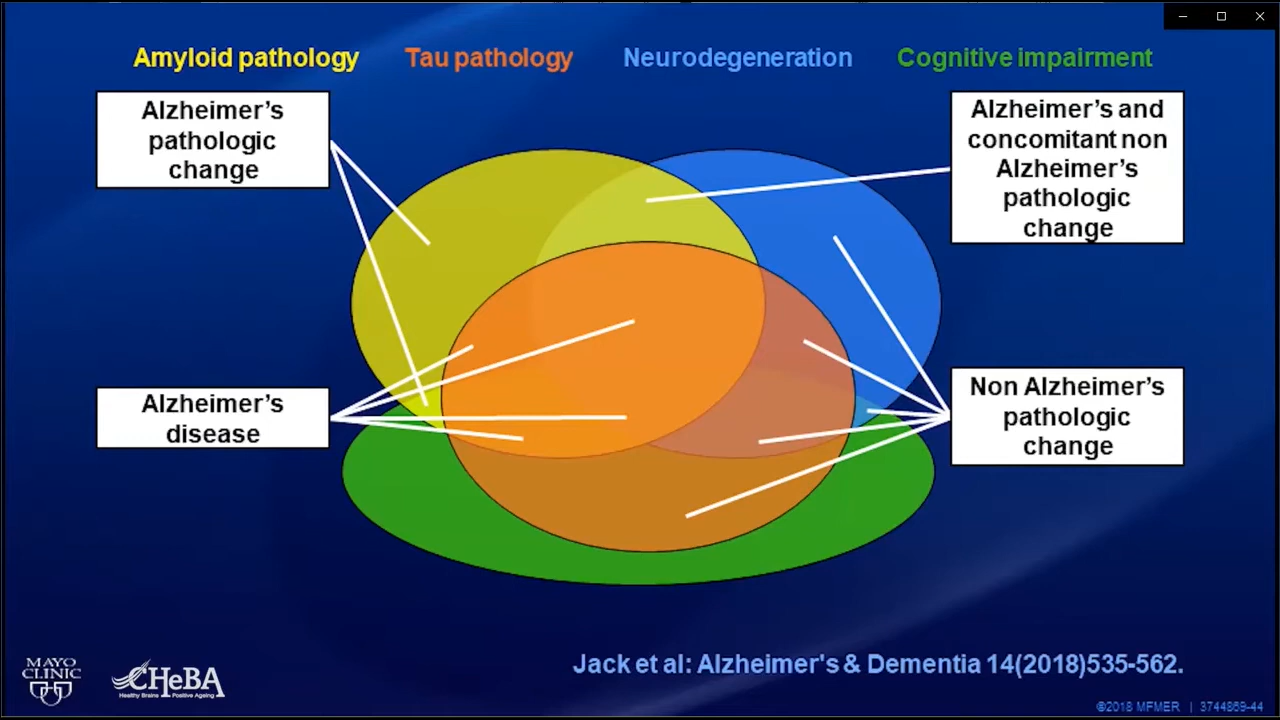 Amyloid pathology Tau pathology Neurodegeneration Cognitive impairment
Alzheimer's
pathologic
change
Alzheimer's and
concomitant non
Alzheimer's
pathologic
change
Alzheimer's
disease
Non Alzheimer's
pathologic
change
Jack et al: Alzheimer's & Dementia 14(2018)535-562.
MAYO
CLINIC
CHeBA
Healthy Brains Positive Ageing
©2018 MFMER | 3744859-44